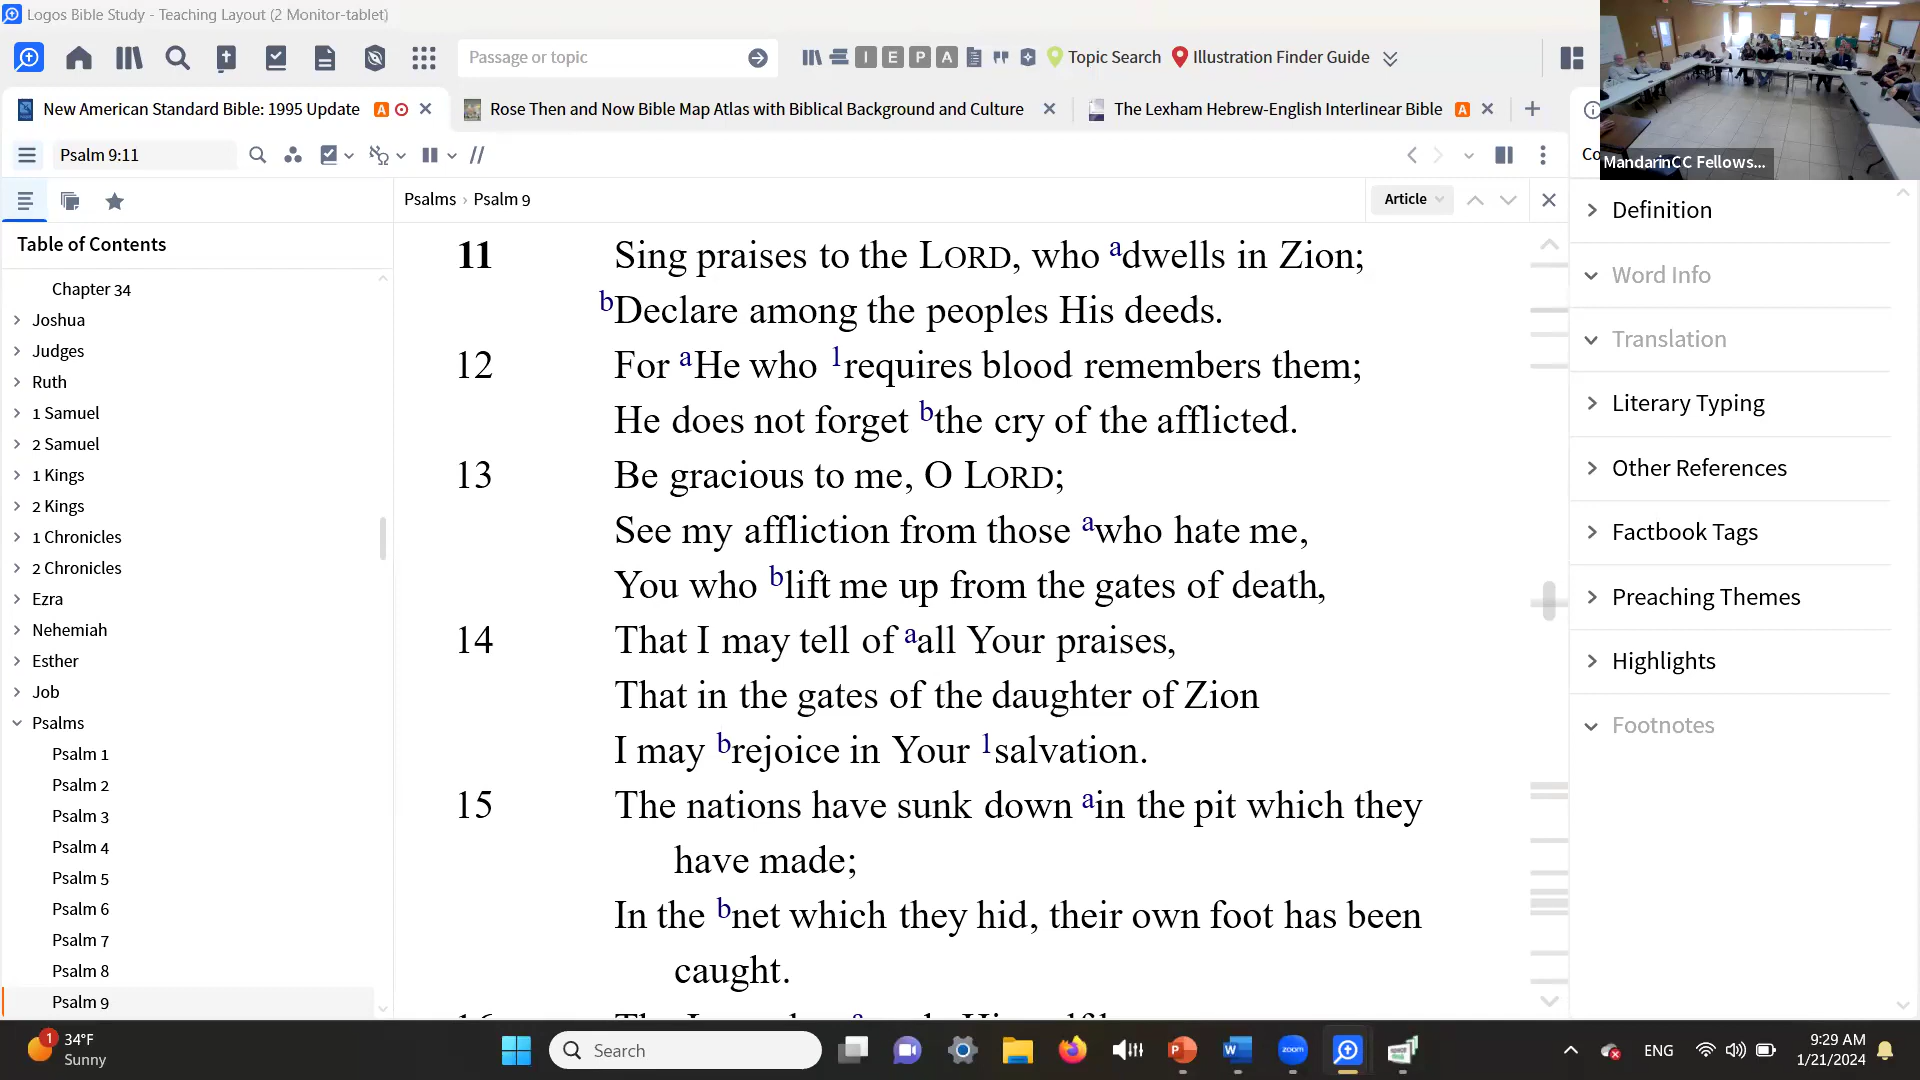 Logos Bible Study - Teaching Layout (2 Monitor-tablet)
Passage or topic
I E P A
Topic Search
Illustration Finder Guide
New American Standard Bible: 1995 Update A
Rose Then and Now Bible Map Atlas with Biblical Background and Culture
The Lexham Hebrew-English Interlinear Bible A
Psalm 9:11
Co
MandarinCC Fellows...
Psalms › Psalm 9
Article
Table of Contents
Chapter 34
Joshua
Judges
Ruth
1 Samuel
2 Samuel
1 Kings
2 Kings
1 Chronicles
2 Chronicles
Ezra
Nehemiah
Esther
Job
Psalms
Psalm 1
Psalm 2
Psalm 3
Psalm 4
Psalm 5
Psalm 6
Psalm 7
Psalm 8
Psalm 9
11 Sing praises to the LORD, who adwells in Zion;
bDeclare among the peoples His deeds.
12 For aHe who 1requires blood remembers them;
He does not forget bthe cry of the afflicted.
13 Be gracious to me, O LORD;
See my affliction from those awho hate me,
You who blift me up from the gates of death,
14 That I may tell of aall Your praises,
That in the gates of the daughter of Zion
I may brejoice in Your 1salvation.
15 The nations have sunk down ain the pit which they
have made;
In the bnet which they hid, their own foot has been
caught.
Definition
Word Info
Translation
Literary Typing
Other References
Factbook Tags
Preaching Themes
Highlights
Footnotes
1
34°F
Sunny
Search
zoom
ENG
9:29 AM
1/21/2024